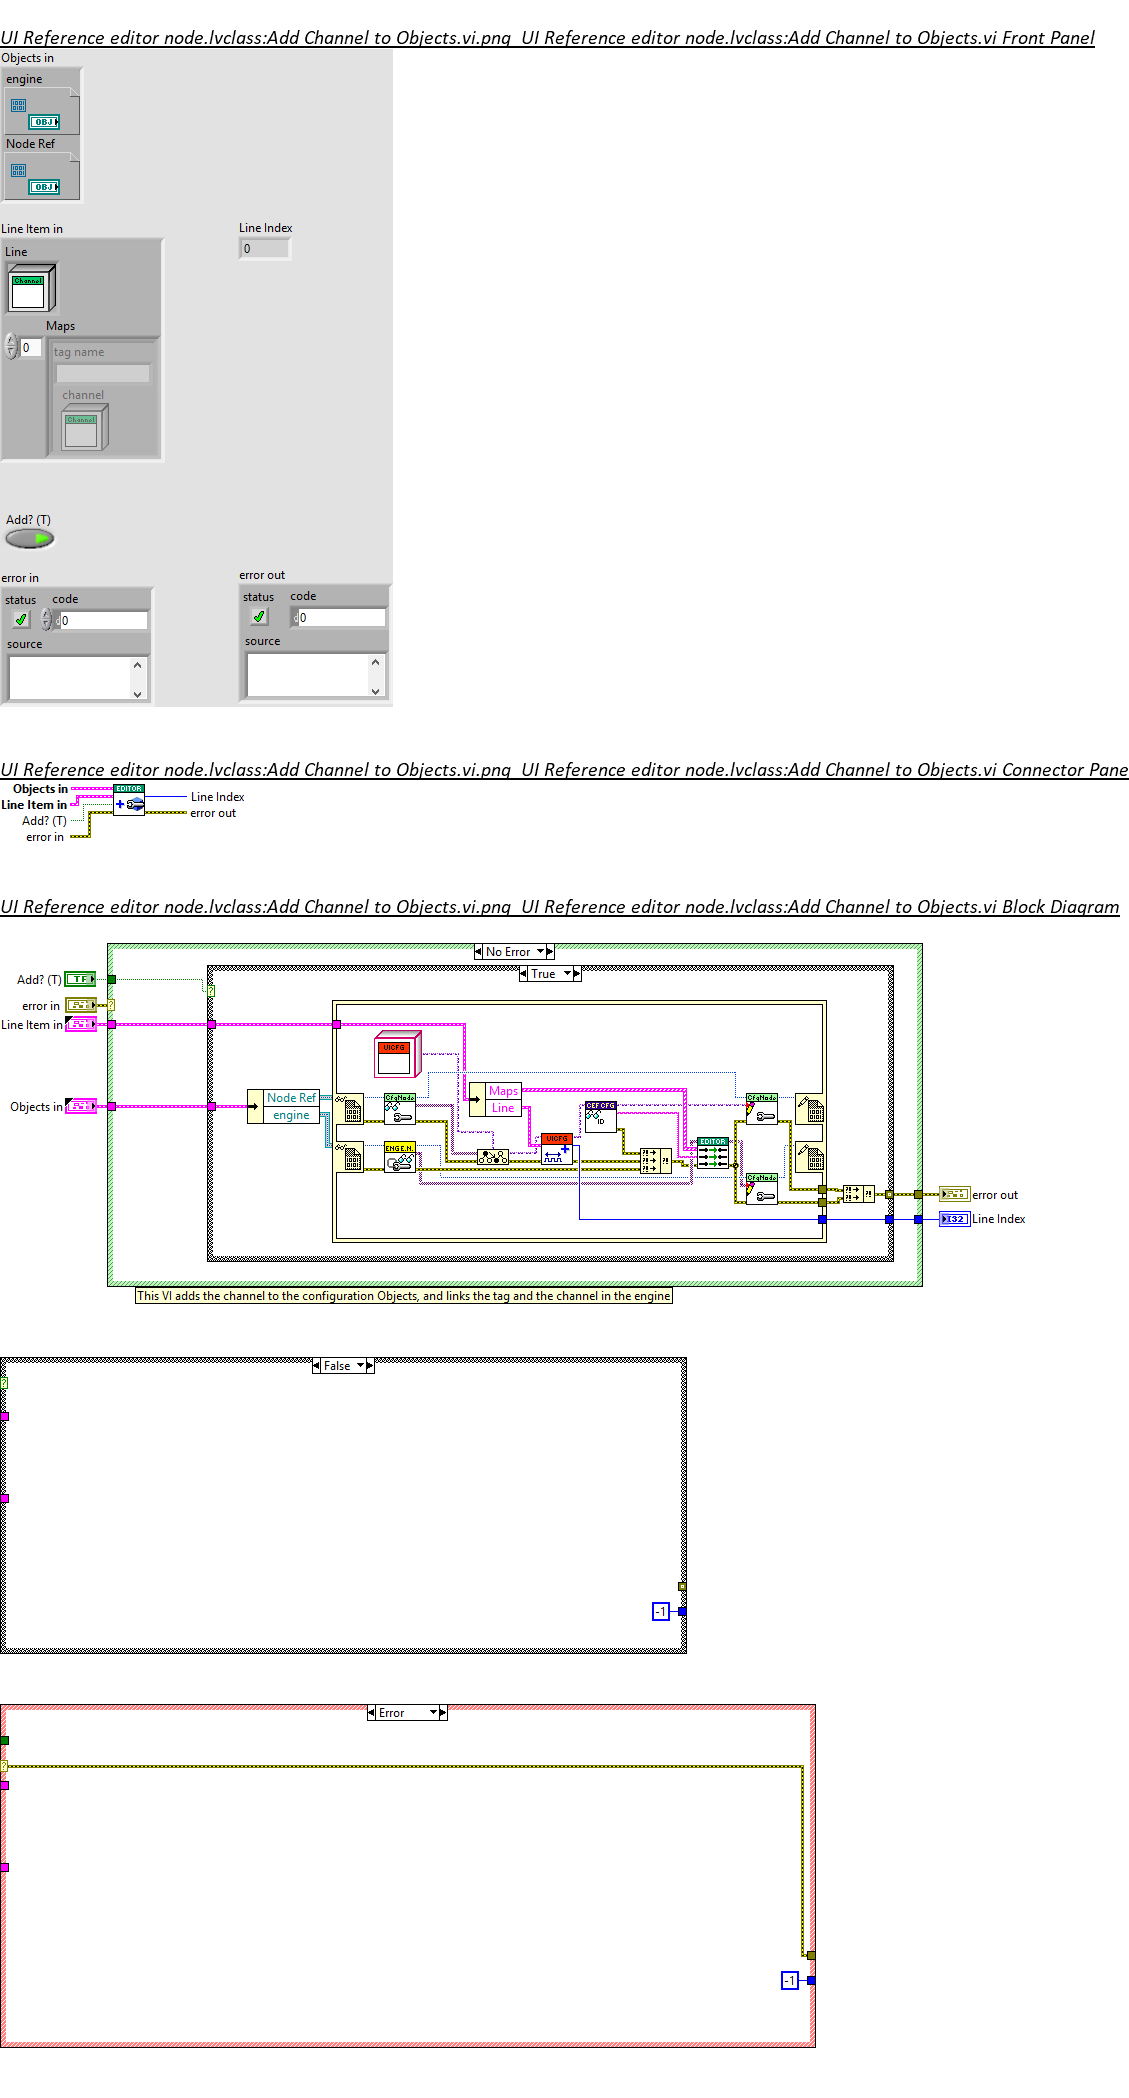 UI Reference editor node.lvclass:Add Channel to Objects.vi.png UI Reference editor node.lvclass:Add Channel to Objects.vi Front Panel
Objects in
engine
OBJ
Node Ref
OBJ
Line Item in
Line Index
0
Line
Channel
Maps
0
tag name
channel
Channel
Add? (T)
error in
error out
status code
0
source
status code
0
source
UI Reference editor node.lvclass:Add Channel to Objects.vi.png UI Reference editor node.lvclass:Add Channel to Objects.vi Connector Pane
Objects in
Line Item in
Add? (T)
error in
EDITOR
Line Index
error out
UI Reference editor node.lvclass:Add Channel to Objects.vi.png UI Reference editor node.lvclass:Add Channel to Objects.vi Block Diagram
No Error
True
Add? (T)
TF
error in
Line Item in
Objects in
UICFG
Node Ref
engine
CfgNode
ENGE.N.
Maps
Line
UICFG
CEF CFG
ID
EDITOR
CfgNode
CfgNode
error out
I32
Line Index
This VI adds the channel to the configuration Objects, and links the tag and the channel in the engine
False
-1
Error
-1